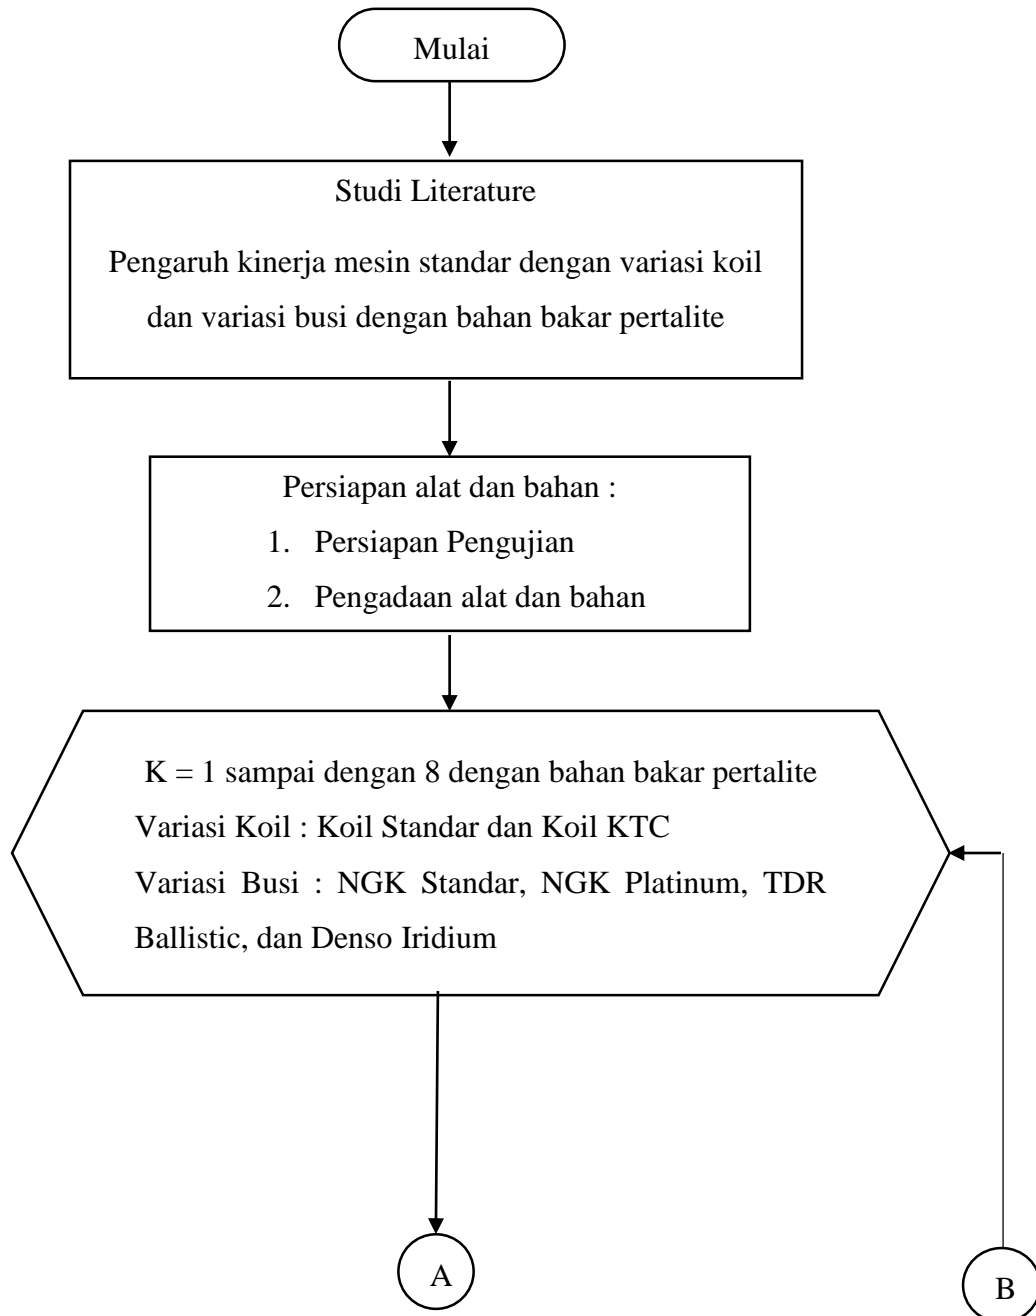 Mulai
Studi Literature
Pengaruh kinerja mesin standar dengan variasi koil
dan variasi busi dengan bahan bakar pertalite
Persiapan alat dan bahan :
1. Persiapan Pengujian
2. Pengadaan alat dan bahan
K = 1 sampai dengan 8 dengan bahan bakar pertalite
Variasi Koil : Koil Standar dan Koil KTC
Variasi Busi : NGK Standar, NGK Platinum, TDR
Ballistic, dan Denso Iridium
A
B